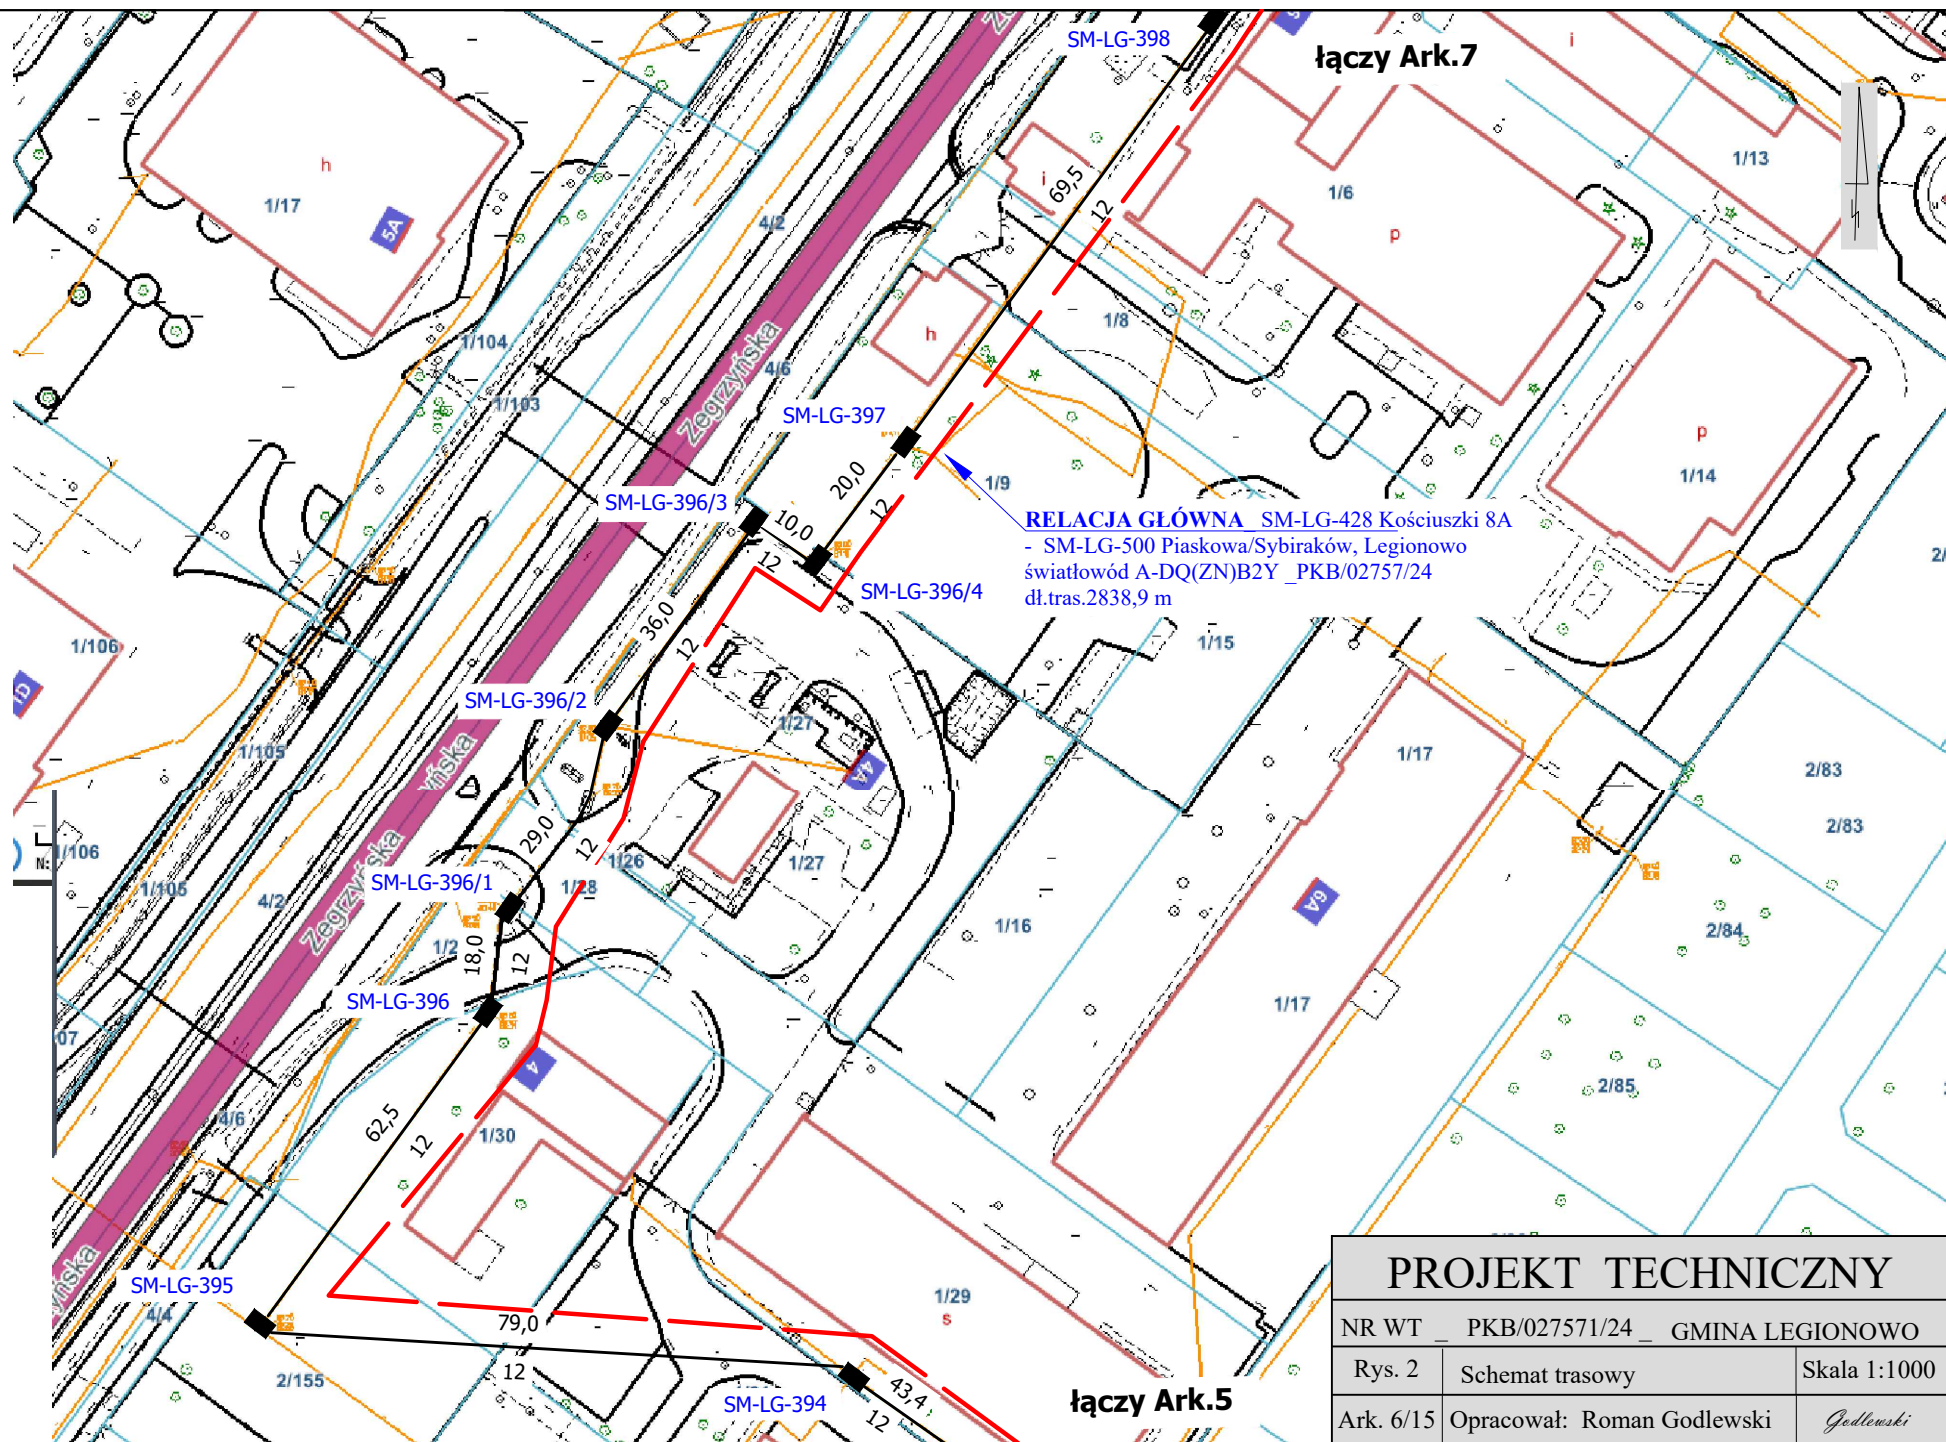 SM-LG-398
łączy Ark.7
i
1/13
h
1/17
5A
4/2
69,5
12
i
1/6
p
1/8
1/104
1/103
4/6
Zegrzyńska
h
SM-LG-397
p
1/14
20,0
12
1/9
SM-LG-396/3
10,0
12
RELACJA GŁÓWNA_ SM-LG-428 Kościuszki 8A
- SM-LG-500 Piaskowa/Sybiraków, Legionowo
światłowód A-DQ(ZN)B2Y _PKB/02757/24
dł.tras.2838,9 m
SM-LG-396/4
36,0
12
1/106
1D
1/15
SM-LG-396/2
1/27
4A
1/105
yńska
1/17
2/83
2/83
29,0
12
1/26
1/27
1/106
N:
SM-LG-396/1
1/28
1/105
4/2
Zegrzyńska
6A
1/16
2/84
1/2
18,0
12
SM-LG-396
1/17
07
4
2/85
4/6
62,5
12
1/30
yńska
SM-LG-395
4/4
1/29
s
79,0
12
2/155
SM-LG-394
43,4
12
łączy Ark.5
PROJEKT TECHNICZNY
NR WT _ PKB/027571/24 _ GMINA LEGIONOWO
Rys. 2 Schemat trasowy Skala 1:1000
Ark. 6/15 Opracował: Roman Godlewski Godlewski